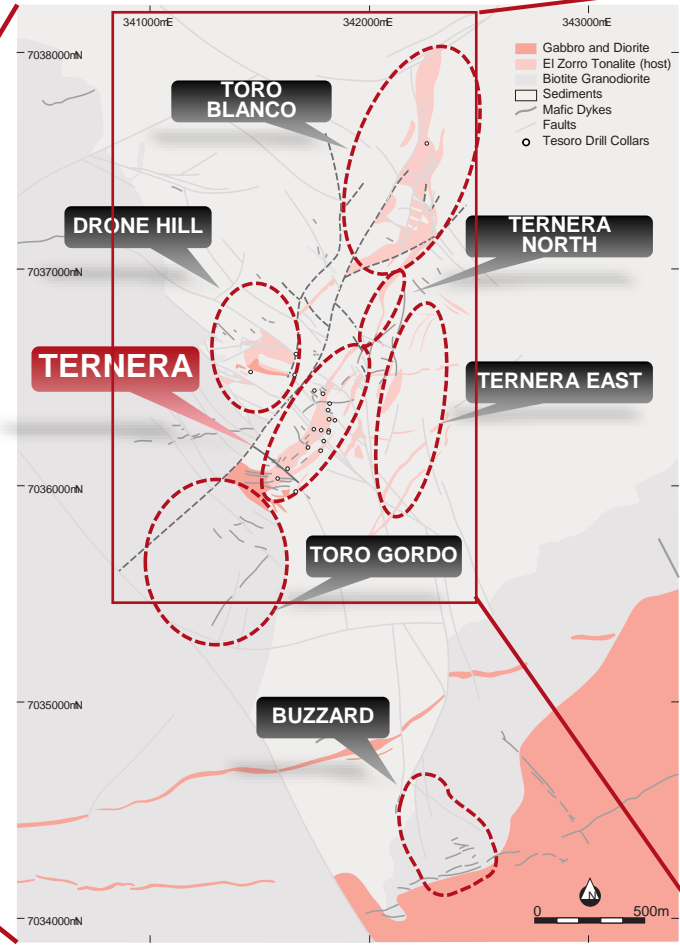 341000mE
342000mE
343000mE
7038000mN
Gabbro and Diorite
El Zorro Tonalite (host)
Biotite Granodiorite
Sediments
Mafic Dykes
Faults
Tesoro Drill Collars
TORO
BLANCO
DRONE HILL
TERNERA
NORTH
7037000mN
TERNERA
TERNERA EAST
7036000mN
TORO GORDO
7035000mN
BUZZARD
7034000mN
N
0
500m